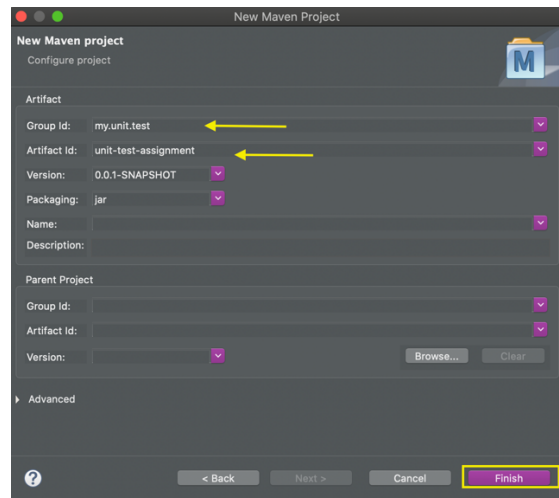 New Maven Project
New Maven project
Configure project
M
Artifact
Group Id: my.unit.test
Artifact Id: unit-test-assignment
Version: 0.0.1-SNAPSHOT
Packaging: jar
Name:
Description:
Parent Project
Group Id:
Artifact Id:
Version: Browse... Clear
Advanced
? < Back Next > Cancel Finish